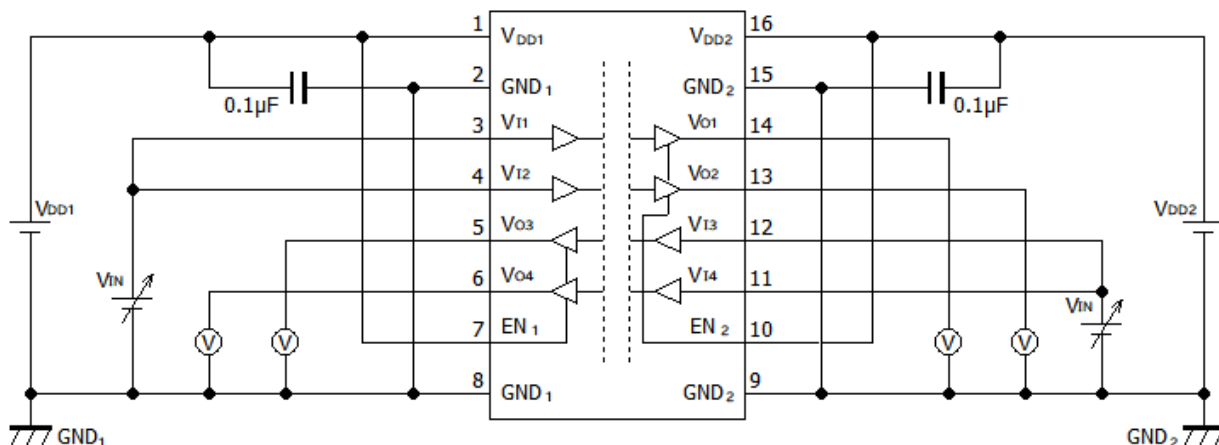 1 VDD1 VDD2 16
2 GND1 GND2 15
0.1µF 0.1µF
3 VI1 VO1 14
4 VI2 VO2 13
VDD1 VDD2
5 VO3 VI3 12
6 VO4 VI4 11
VIN VIN
7 EN1 EN2 10
V V V V
8 GND1 GND2 9
GND1 GND2